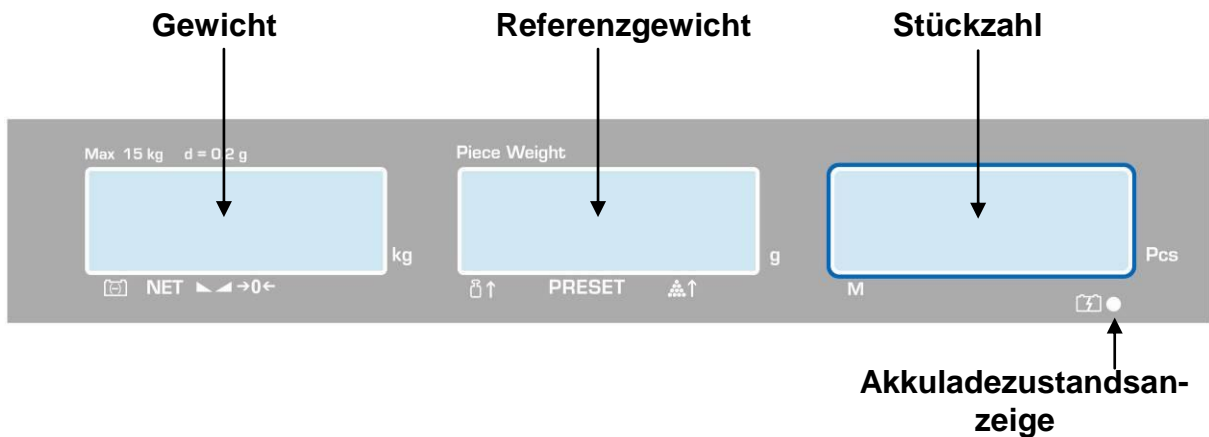 Gewicht Referenzgewicht Stückzahl
Max 15 kg d = 0.2 g Piece Weight
kg g Pcs
NET →0← PRESET M
Akkuladezustandsan-
zeige